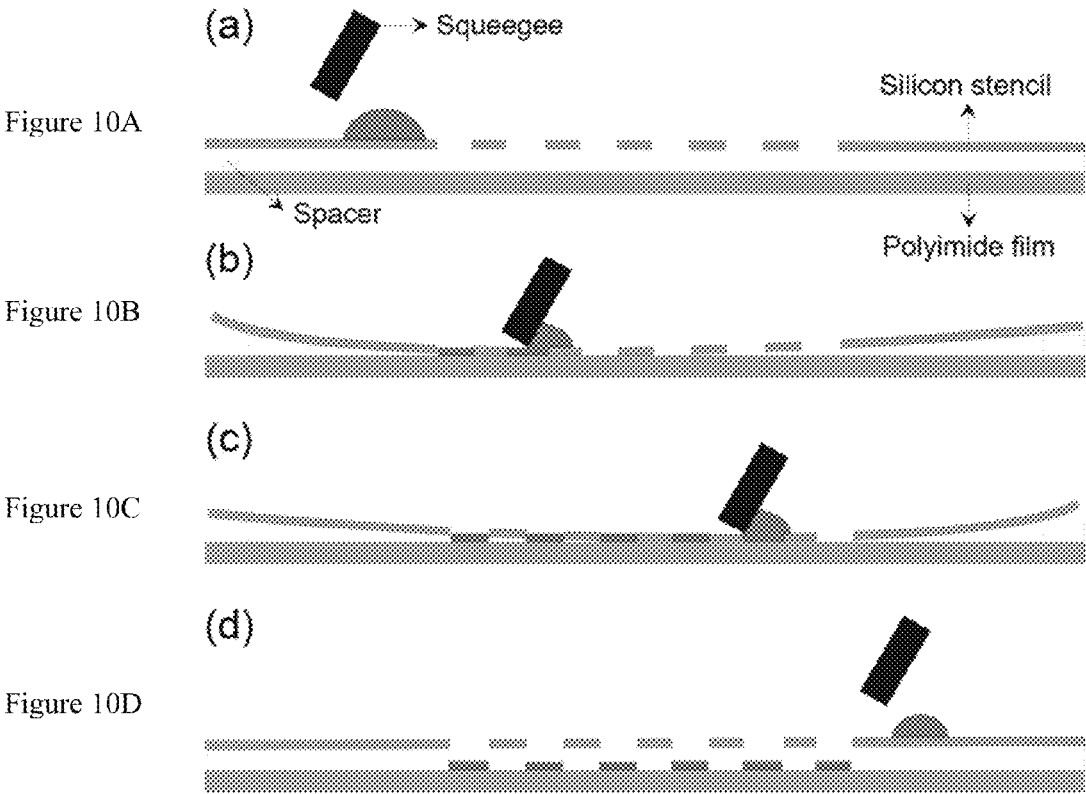 (a)
Squeegee
Silicon stencil
Figure 10A
Spacer
Polyimide film
(b)
Figure 10B
(c)
Figure 10C
(d)
Figure 10D